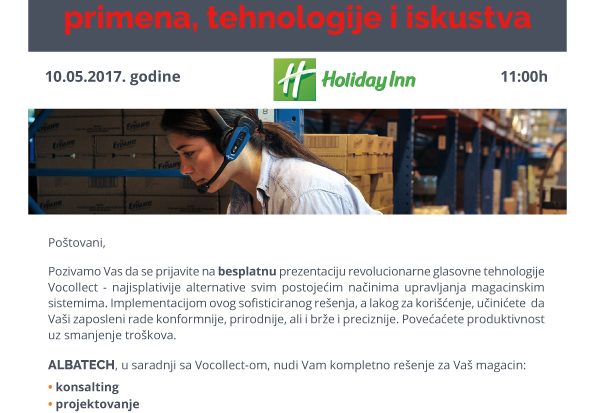 primena, tehnologije i iskustva
10.05.2017. godine
H Holiday Inn
11:00h
Poštovani,
Pozivamo Vas da se prijavite na besplatnu prezentaciju revolucionarne glasovne tehnologije
Vocollect - najisplativije alternative svim postojećim načinima upravljanja magacinskim
sistemima. Implementacijom ovog sofisticiranog rešenja, a lakog za korišćenje, učinićete da
Vaši zaposleni rade konformnije, prirodnije, ali i brže i preciznije. Povećaćete produktivnost
uz smanjenje troškova.
ALBATECH, u saradnji sa Vocollect-om, nudi Vam kompletno rešenje za Vaš magacin:
• konsalting
• projektovanje